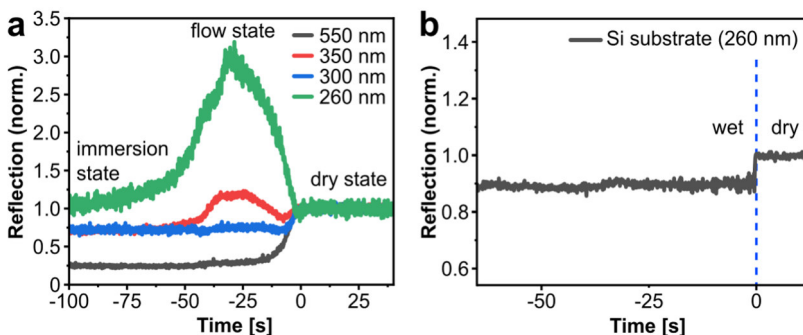 a
3.5
3.0
2.5
2.0
1.5
1.0
0.5
0
Reflection (norm.)
flow state
immersion
state
dry state
550 nm
350 nm
300 nm
260 nm
-100
-75
-50
-25
0
25
Time [s]
b
1.4
1.2
1.0
0.8
0.6
Reflection (norm.)
Si substrate (260 nm)
wet
dry
-50
-25
0
Time [s]